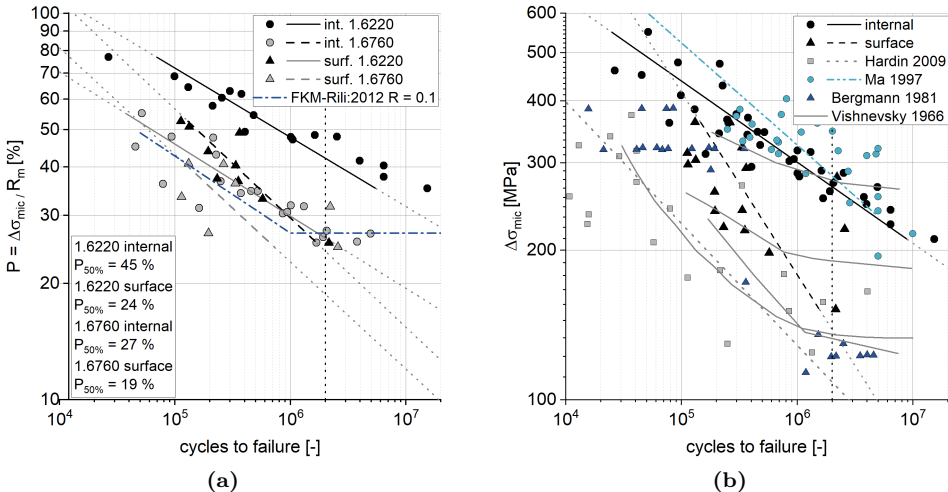 100
90
80
70
60
50
40
30
20
10
P = Δσmic / Rm [%]
int. 1.6220
int. 1.6760
surf. 1.6220
surf. 1.6760
FKM-Rili:2012 R = 0.1
1.6220 internal
P50% = 45 %
1.6220 surface
P50% = 24 %
1.6760 internal
P50% = 27 %
1.6760 surface
P50% = 19 %
10^4 10^5 10^6 10^7
cycles to failure [-]
(a)
600
500
400
300
200
100
Δσmic [MPa]
internal
surface
Hardin 2009
Ma 1997
Bergmann 1981
Vishnevsky 1966
10^4 10^5 10^6 10^7
cycles to failure [-]
(b)